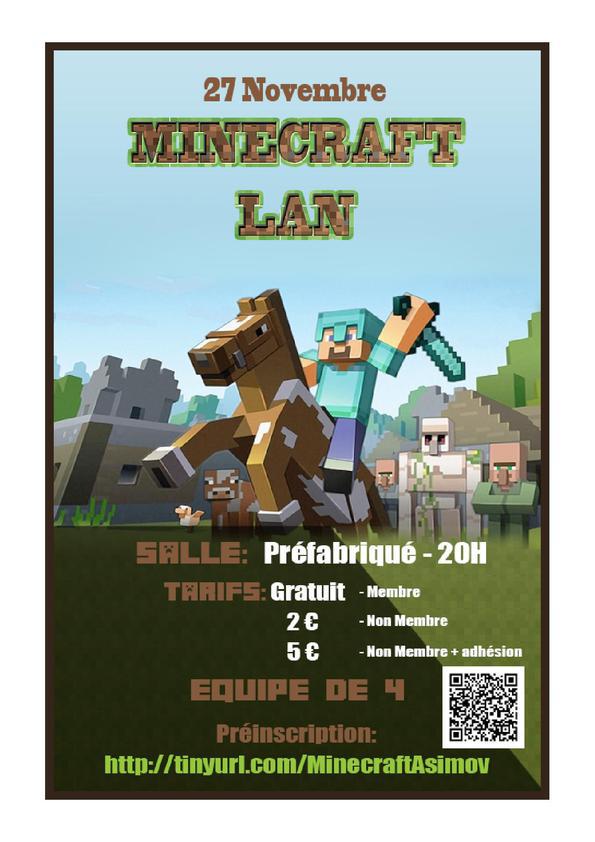 27 Novembre
MINECRAFT
LAN
SALLE: Préfabriqué - 20H
TARIFS: Gratuit - Membre
2 € - Non Membre
5 € - Non Membre + adhésion
EQUIPE DE 4
Préinscription:
http://tinyurl.com/MinecraftAsimov